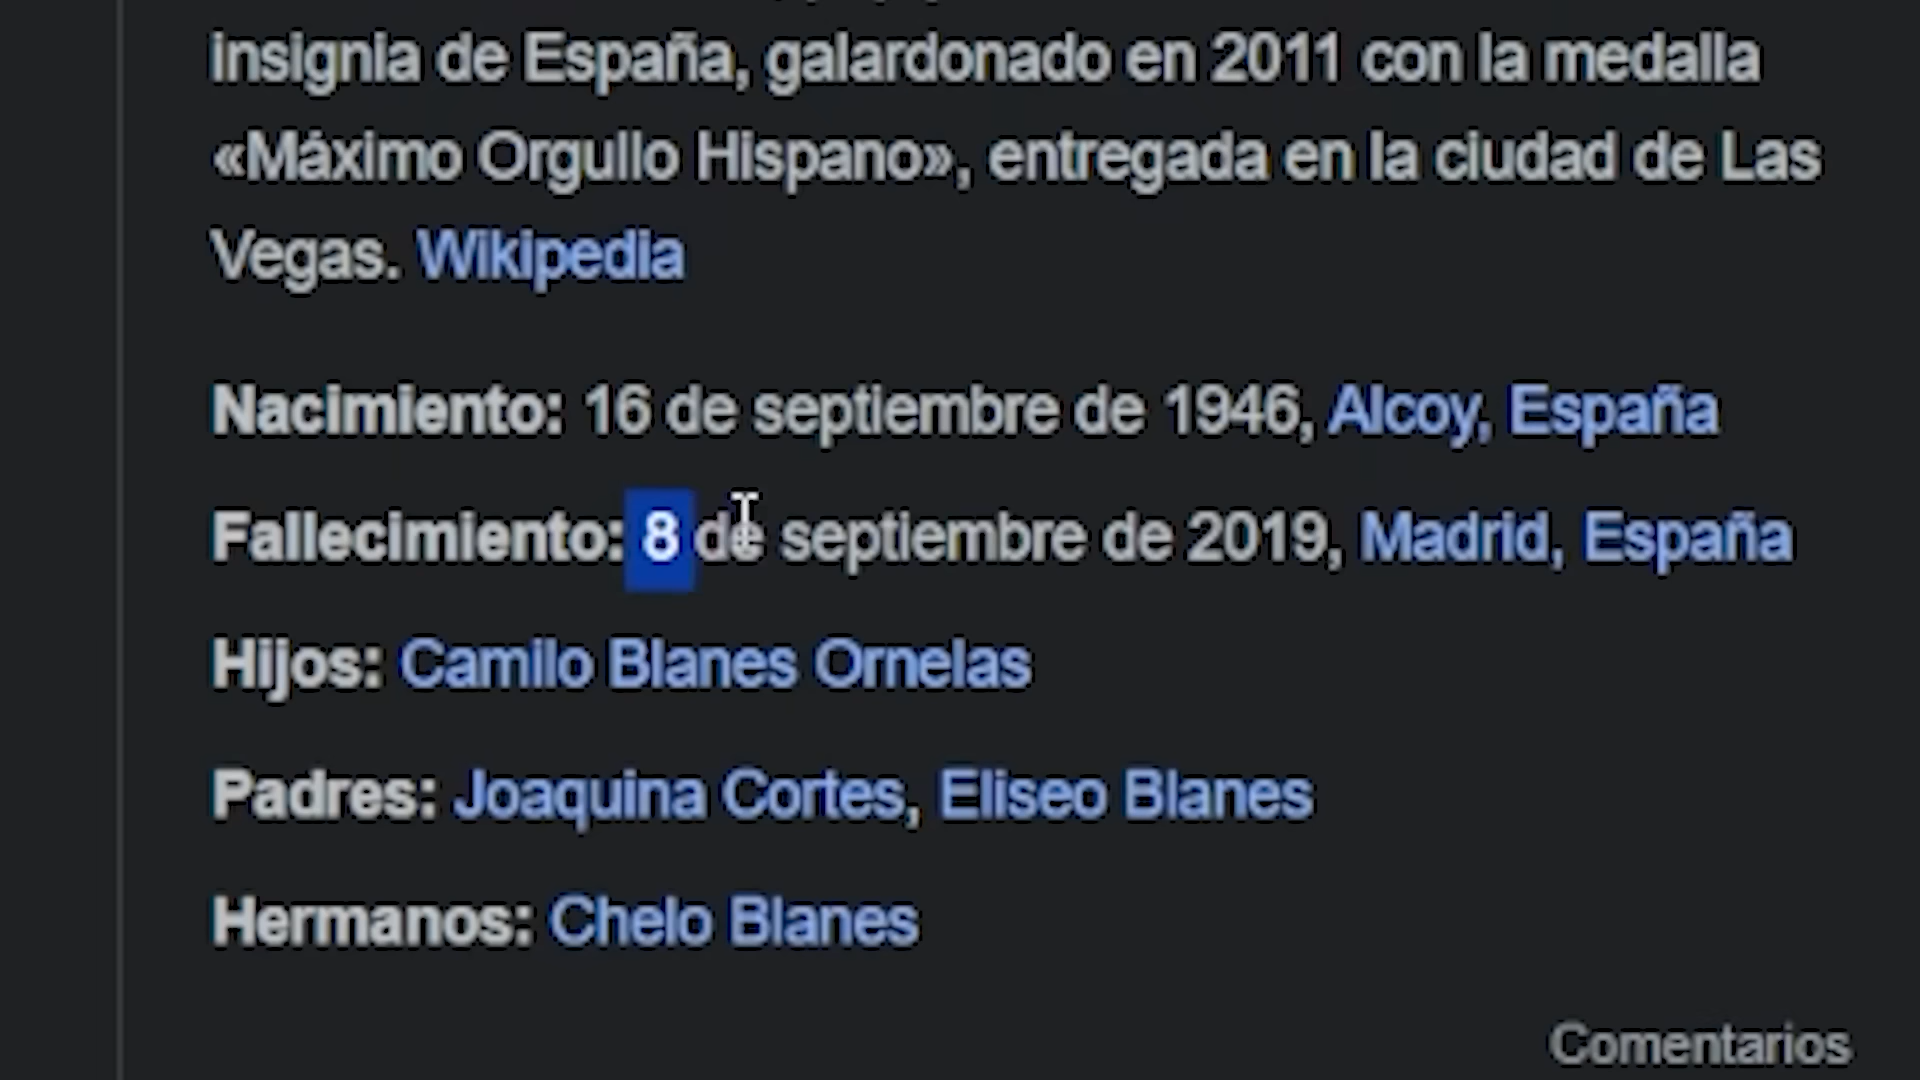 insignia de España, galardonado en 2011 con la medalla
«Máximo Orgullo Hispano», entregada en la ciudad de Las
Vegas. Wikipedia
Nacimiento: 16 de septiembre de 1946, Alcoy, España
Fallecimiento: 8 de septiembre de 2019, Madrid, España
Hijos: Camilo Blanes Ornelas
Padres: Joaquina Cortes, Eliseo Blanes
Hermanos: Chelo Blanes
Comentarios